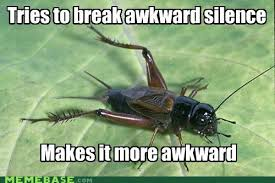 Tries to break awkward silence
Makes it more awkward
MEMEBASE.COM